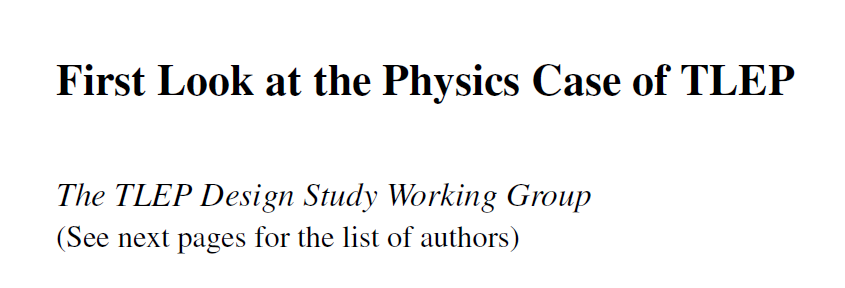 First Look at the Physics Case of TLEP
The TLEP Design Study Working Group
(See next pages for the list of authors)